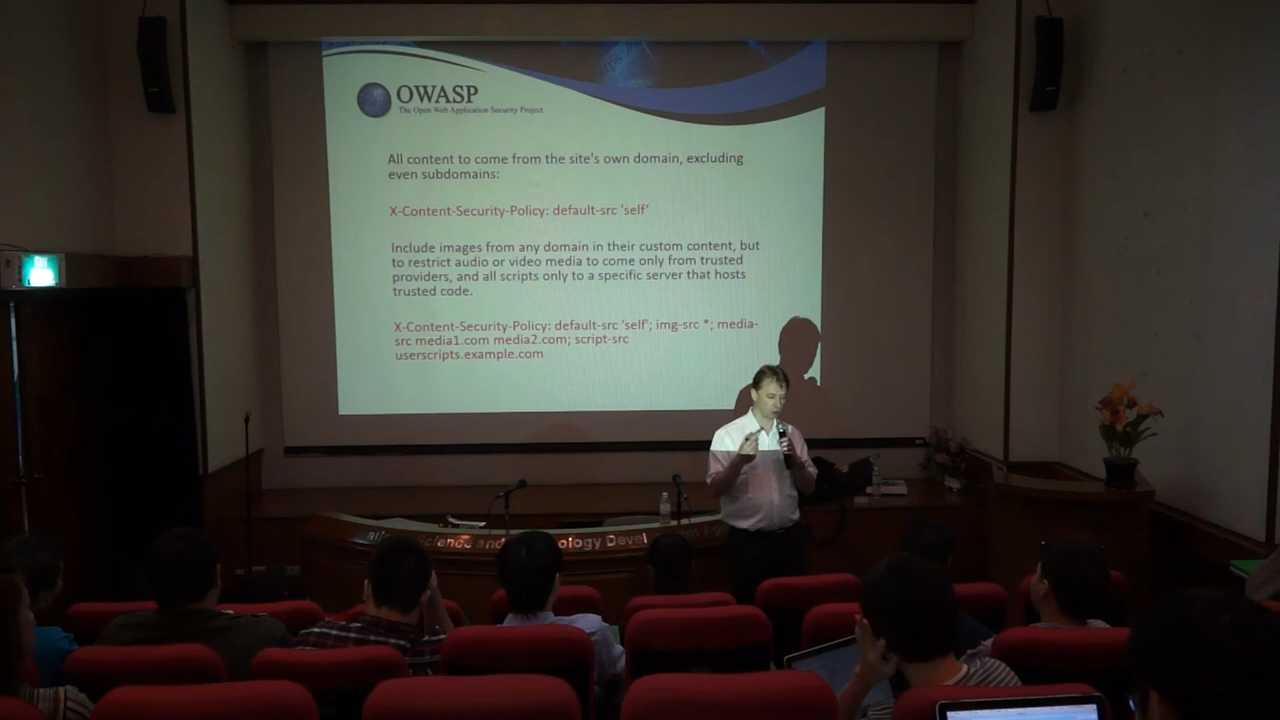 OWASP
The Open Web Application Security Project
All content to come from the site's own domain, excluding
even subdomains:
X-Content-Security-Policy: default-src 'self'
Include images from any domain in their custom content, but
to restrict audio or video media to come only from trusted
providers, and all scripts only to a specific server that hosts
trusted code.
X-Content-Security-Policy: default-src 'self'; img-src *; media-
src media1.com media2.com; script-src
userscripts.example.com
Science and